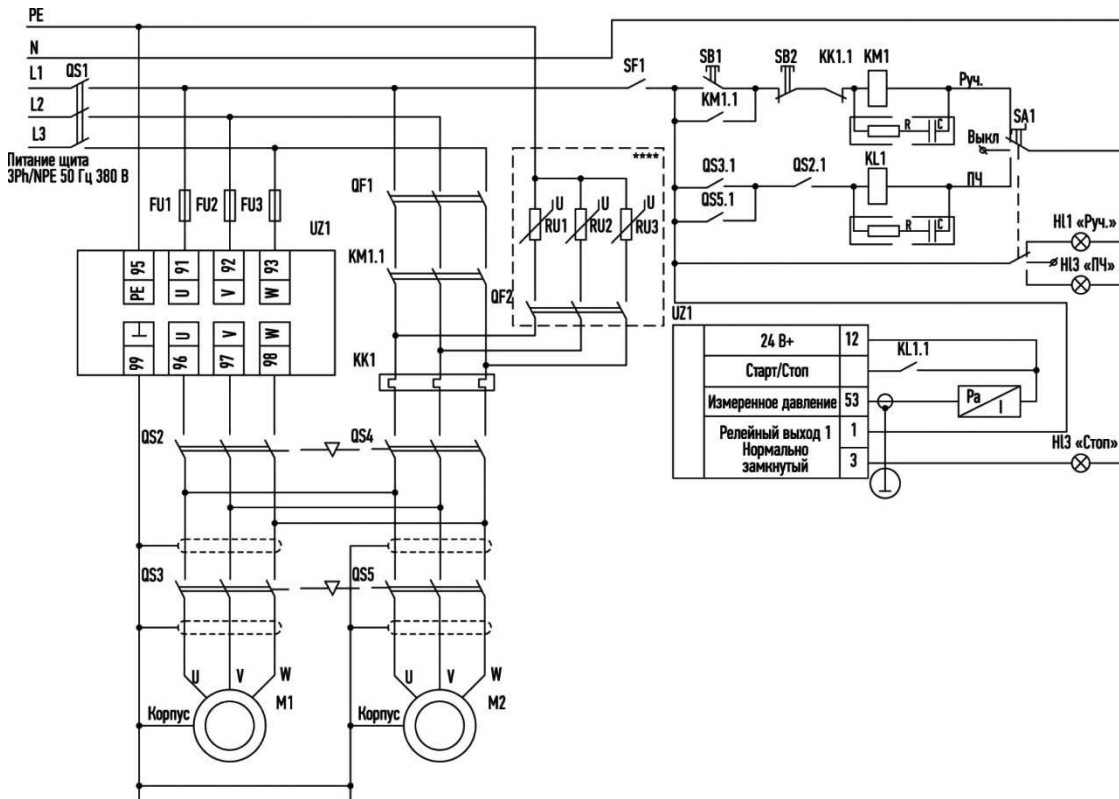 PE
N
L1
QS1
L2
L3
Питание щита
3Ph/NPE 50 Гц 380 В
FU1
FU2
FU3
UZ1
95
91
92
93
PE
U
V
W
U
V
W
99
96
97
98
QF1
KM1.1
QF2
KK1
****
U
U
U
RU1
RU2
RU3
SF1
SB1
SB2
KK1.1
KM1
Руч.
KM1.1
R
C
SA1
Выкл
QS3.1
QS2.1
KL1
ПЧ
QS5.1
R
C
Hl1 «Руч.»
Hl3 «ПЧ»
UZ1
24 В+
12
Старт/Стоп
KL1.1
Измеренное давление
53
Pa
I
Релейный выход 1
1
Нормально
замкнутый
3
Hl3 «Стоп»
QS2
QS4
QS3
QS5
U
V
W
M1
Корпус
U
V
W
M2
Корпус